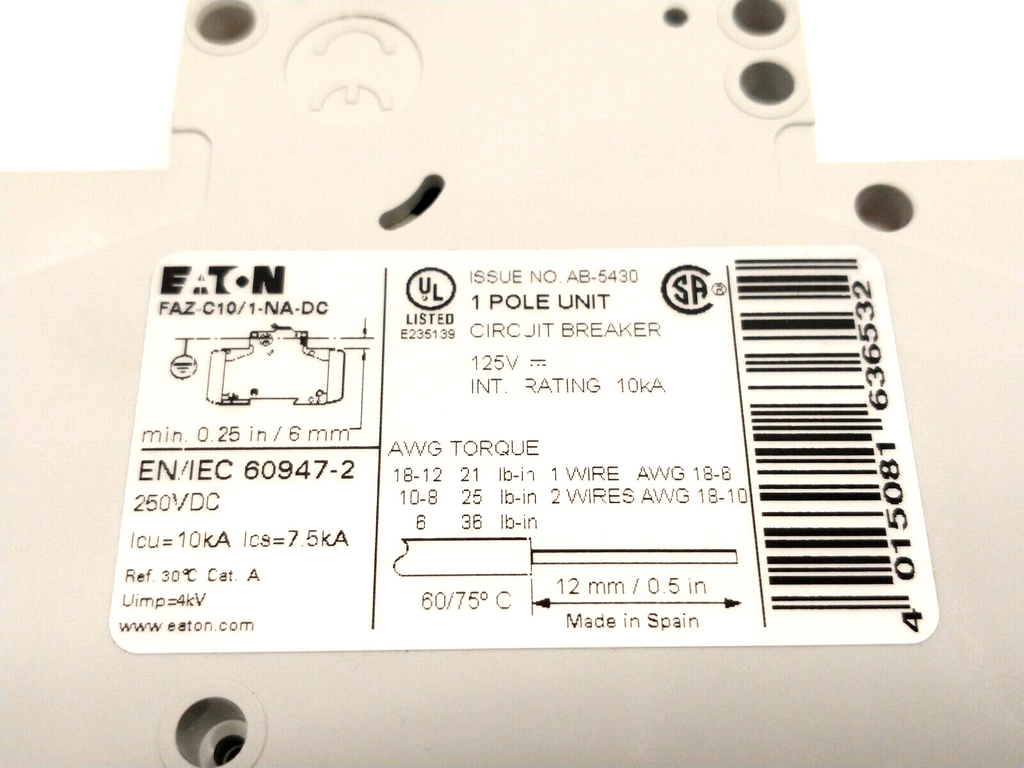 EATON
FAZ-C10/1-NA-DC
min. 0.25 in / 6 mm
EN/IEC 60947-2
250VDC
Icu=10kA Ics=7.5kA
Ref. 30°C Cat. A
Uimp=4kV
www.eaton.com
UL
LISTED
E235139
ISSUE NO. AB-5430
1 POLE UNIT
CIRCUIT BREAKER
125V ⎓
INT. RATING 10kA
SA ®
AWG TORQUE
18-12 21 lb-in 1 WIRE AWG 18-6
10-8 25 lb-in 2 WIRES AWG 18-10
6 36 lb-in
60/75º C
12 mm / 0.5 in
Made in Spain
4 015081 636532